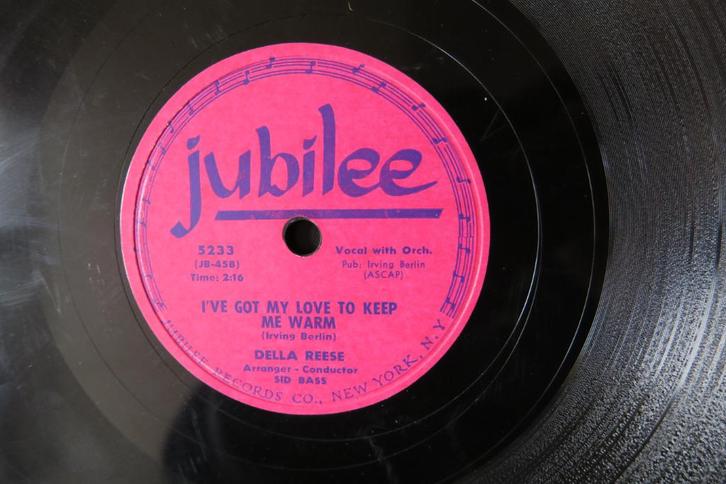 jubilee
5233
(JB-458)
Time: 2:16
Vocal with Orch.
Pub: Irving Berlin
(ASCAP)
I'VE GOT MY LOVE TO KEEP
ME WARM
(Irving Berlin)
DELLA REESE
Arranger - Conductor
SID BASS
JUBILEE RECORDS CO., NEW YORK, N.Y.